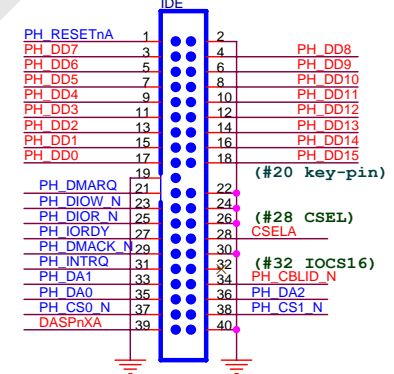 IDE
PH_RESETnA 1 2
PH_DD7 3 4 PH_DD8
PH_DD6 5 6 PH_DD9
PH_DD5 7 8 PH_DD10
PH_DD4 9 10 PH_DD11
PH_DD3 11 12 PH_DD12
PH_DD2 13 14 PH_DD13
PH_DD1 15 16 PH_DD14
PH_DD0 17 18 PH_DD15
19 (#20 key-pin)
PH_DMARQ 21 22
PH_DIOW_N 23 24
PH_DIOR_N 25 26 (#28 CSEL)
PH_IORDY 27 28 CSELA
PH_DMACK_N 29 30
PH_INTRQ 31 32 (#32 IOCS16)
PH_DA1 33 34 PH_CBLID_N
PH_DA0 35 36 PH_DA2
PH_CS0_N 37 38 PH_CS1_N
DASPnXA 39 40